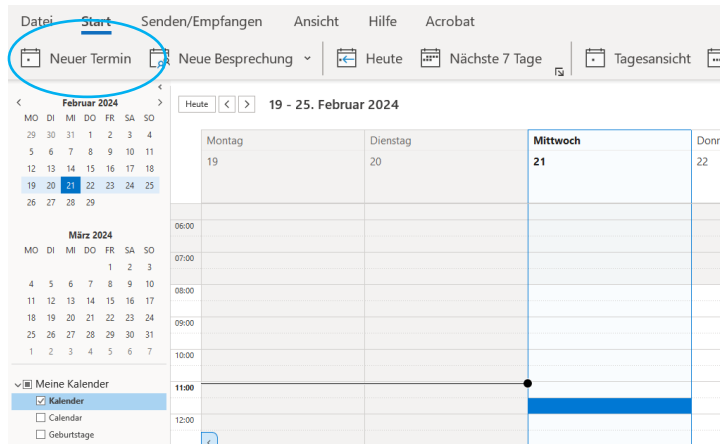 Datei Start Senden/Empfangen Ansicht Hilfe Acrobat
Neuer Termin Neue Besprechung Heute Nächste 7 Tage Tagesansicht
Februar 2024
MO DI MI DO FR SA SO
29 30 31 1 2 3 4
5 6 7 8 9 10 11
12 13 14 15 16 17 18
19 20 21 22 23 24 25
26 27 28 29
März 2024
MO DI MI DO FR SA SO
1 2 3
4 5 6 7 8 9 10
11 12 13 14 15 16 17
18 19 20 21 22 23 24
25 26 27 28 29 30 31
1 2 3 4 5 6 7
Meine Kalender
Kalender
Calendar
Geburtstage
Heute 19 - 25. Februar 2024
Montag Dienstag Mittwoch Donn
19 20 21 22
06:00
07:00
08:00
09:00
10:00
11:00
12:00